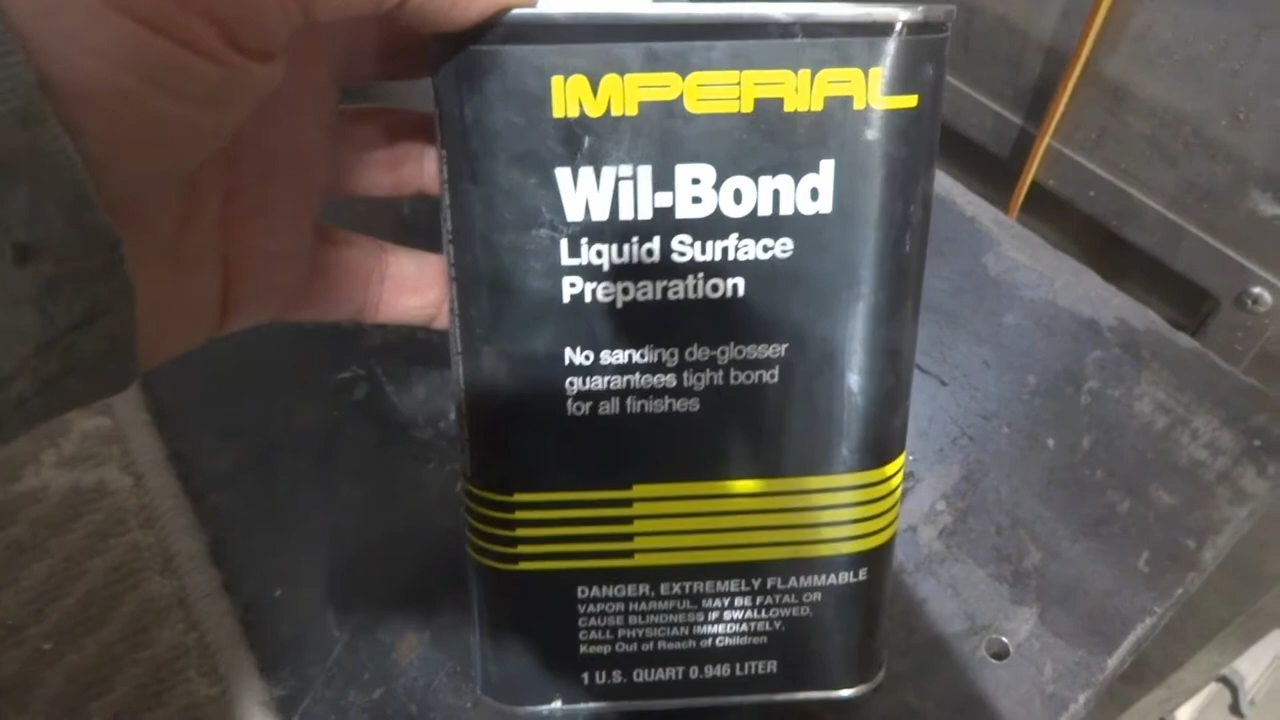 IMPERIAL
Wil-Bond
Liquid Surface
Preparation
No sanding de-glosser
guarantees tight bond
for all finishes
DANGER, EXTREMELY FLAMMABLE
VAPOR HARMFUL, MAY BE FATAL OR
CAUSE BLINDNESS IF SWALLOWED,
CALL PHYSICIAN IMMEDIATELY.
Keep Out of Reach of Children
1 U.S. QUART 0.946 LITER